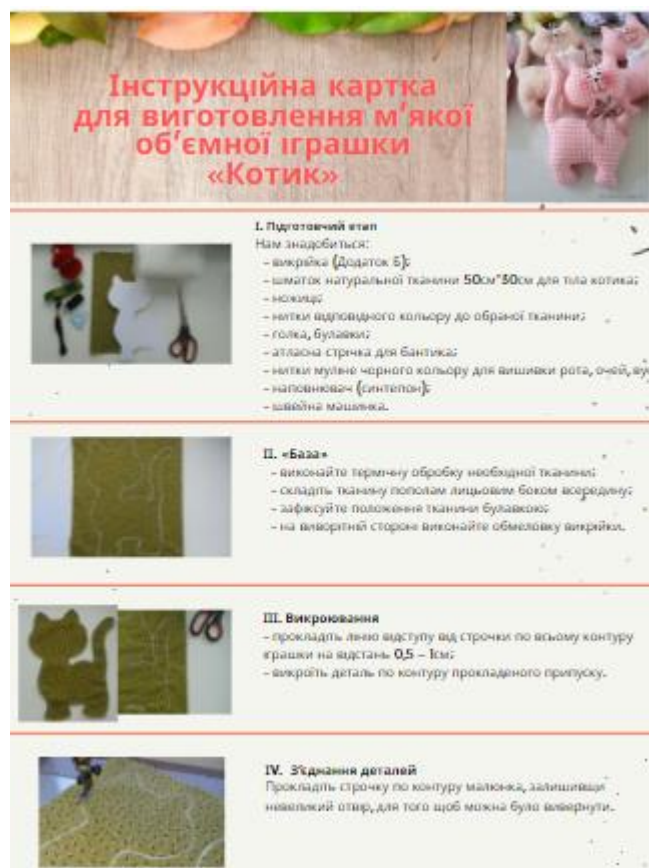 Інструкційна картка
для виготовлення м’якої
об’ємної іграшки
«Котик»
І. Підготовчий етап
Нам знадобиться:
– викрійка (Додаток Б);
– шматок натуральної тканини 50см*30см для тіла котика;
– ножиці;
– нитки відповідного кольору до обраної тканини;
– голка, булавки;
– атласна стрічка для бантика;
– нитки муліне чорного кольору для вишивки рота, очей, ву
– наповнювач (синтепон);
– швейна машинка.
ІІ. «База»
– виконайте термічну обробку необхідної тканини;
– складіть тканину пополам лицьовим боком всередину;
– зафіксуйте положення тканини булавкою;
– на виворітній стороні виконайте обмеловку викрійки.
ІІІ. Викроювання
– прокладіть лінію відступу від строчки по всьому контуру
іграшки на відстань 0,5 – 1см;
– викроїть деталь по контуру прокладеного припуску.
IV. З’єднання деталей
Прокладіть строчку по контуру малюнка, залишивши
невеликий отвір, для того щоб можна було вивернути.